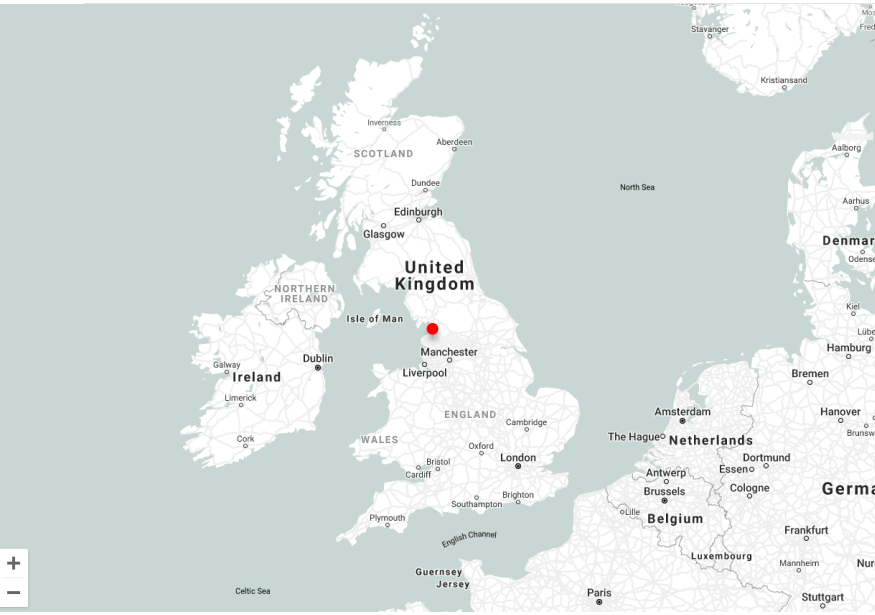 Stavanger
Kristiansand
Inverness
SCOTLAND
Aberdeen
Aalborg
North Sea
Dundee
Aarhus
Edinburgh
Glasgow
Denmar
Odense
United
Kingdom
NORTHERN
IRELAND
Kiel
Isle of Man
Lübe
Hamburg
Manchester
Dublin
Galway
Liverpool
Ireland
Bremen
Limerick
Amsterdam
Hanover
ENGLAND
Cambridge
Brunsw
WALES
Cork
The Hague
Netherlands
Oxford
London
Dortmund
Bristol
Cardiff
Essen
Antwerp
Cologne
Brussels
Germa
Brighton
Southampton
Lille
Belgium
Plymouth
Frankfurt
English Channel
Luxembourg
Mannheim
Nur
Guernsey
Jersey
Celtic Sea
Paris
Stuttgart
+
−